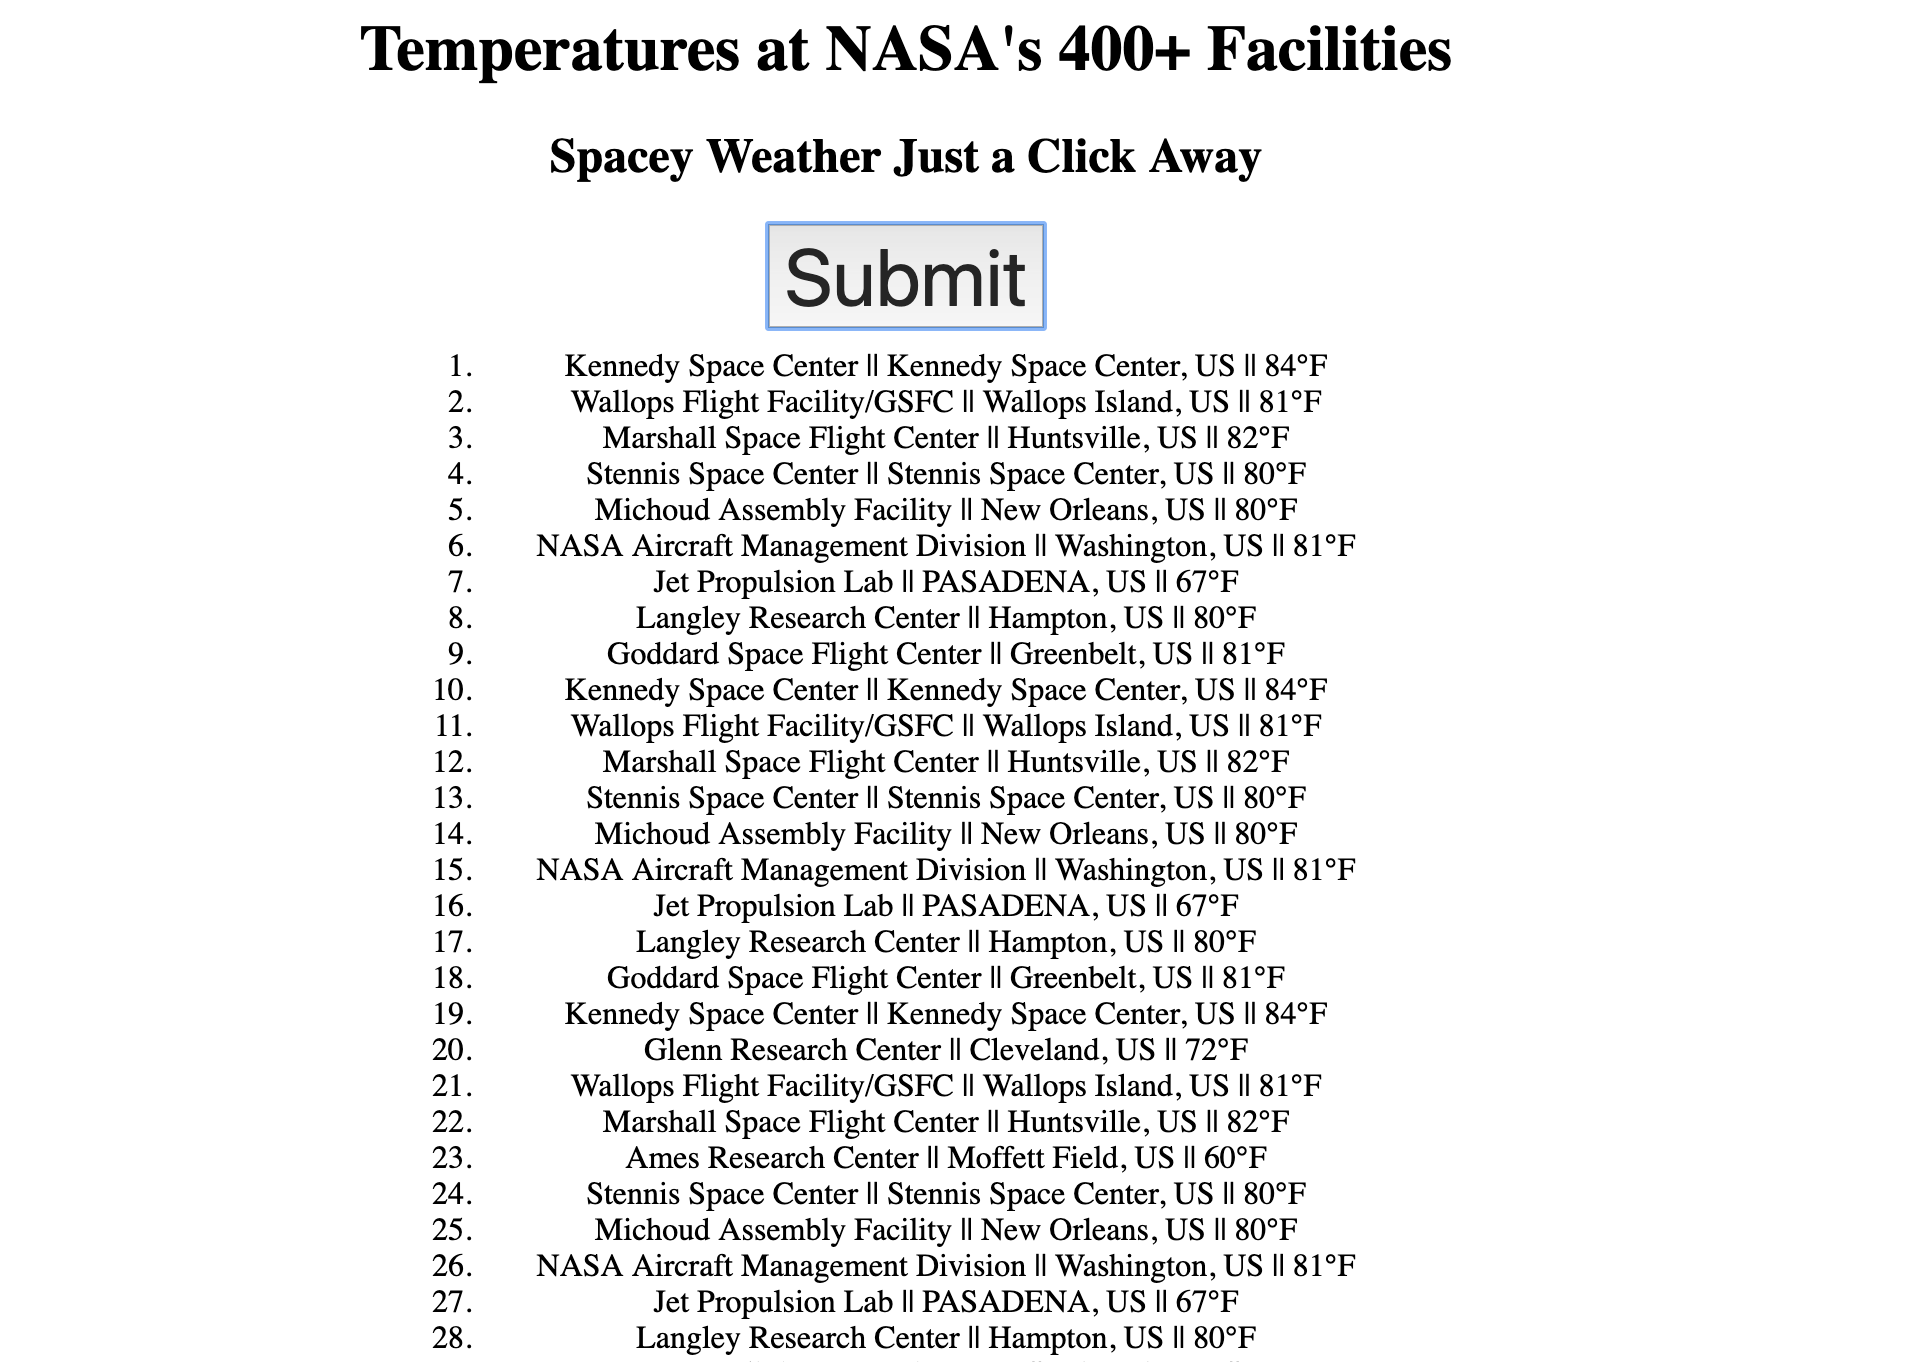 Temperatures at NASA's 400+ Facilities
Spacey Weather Just a Click Away
Submit
1. Kennedy Space Center || Kennedy Space Center, US || 84°F
2. Wallops Flight Facility/GSFC || Wallops Island, US || 81°F
3. Marshall Space Flight Center || Huntsville, US || 82°F
4. Stennis Space Center || Stennis Space Center, US || 80°F
5. Michoud Assembly Facility || New Orleans, US || 80°F
6. NASA Aircraft Management Division || Washington, US || 81°F
7. Jet Propulsion Lab || PASADENA, US || 67°F
8. Langley Research Center || Hampton, US || 80°F
9. Goddard Space Flight Center || Greenbelt, US || 81°F
10. Kennedy Space Center || Kennedy Space Center, US || 84°F
11. Wallops Flight Facility/GSFC || Wallops Island, US || 81°F
12. Marshall Space Flight Center || Huntsville, US || 82°F
13. Stennis Space Center || Stennis Space Center, US || 80°F
14. Michoud Assembly Facility || New Orleans, US || 80°F
15. NASA Aircraft Management Division || Washington, US || 81°F
16. Jet Propulsion Lab || PASADENA, US || 67°F
17. Langley Research Center || Hampton, US || 80°F
18. Goddard Space Flight Center || Greenbelt, US || 81°F
19. Kennedy Space Center || Kennedy Space Center, US || 84°F
20. Glenn Research Center || Cleveland, US || 72°F
21. Wallops Flight Facility/GSFC || Wallops Island, US || 81°F
22. Marshall Space Flight Center || Huntsville, US || 82°F
23. Ames Research Center || Moffett Field, US || 60°F
24. Stennis Space Center || Stennis Space Center, US || 80°F
25. Michoud Assembly Facility || New Orleans, US || 80°F
26. NASA Aircraft Management Division || Washington, US || 81°F
27. Jet Propulsion Lab || PASADENA, US || 67°F
28. Langley Research Center || Hampton, US || 80°F